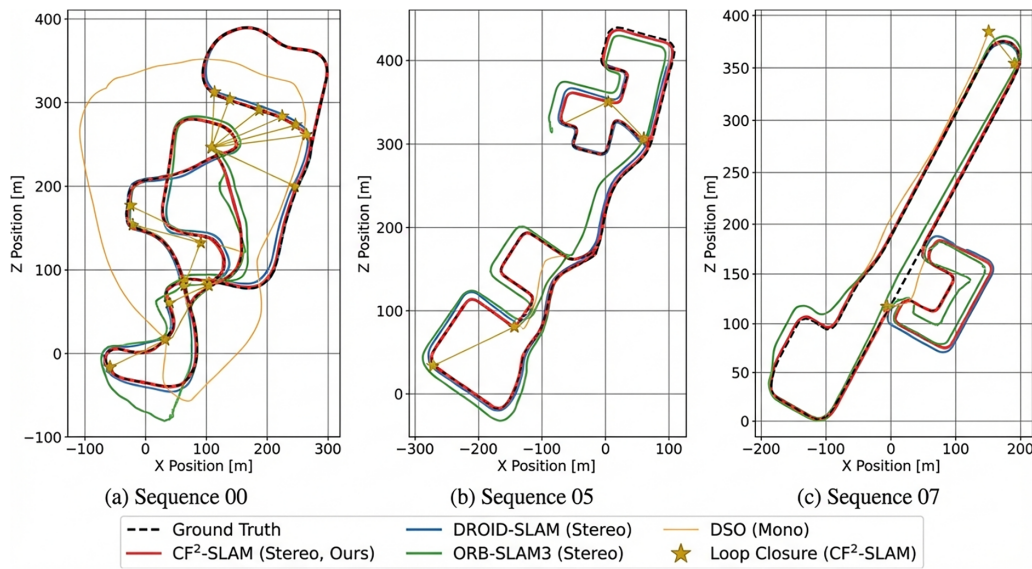 400
300
200
100
0
−100
Z Position [m]
−100 0 100 200 300
X Position [m]
(a) Sequence 00
400
300
200
100
0
Z Position [m]
−300 −200 −100 0 100
X Position [m]
(b) Sequence 05
400
350
300
250
200
150
100
50
0
Z Position [m]
−200 −100 0 100 200
X Position [m]
(c) Sequence 07
Ground Truth DROID-SLAM (Stereo) DSO (Mono)
CF²-SLAM (Stereo, Ours) ORB-SLAM3 (Stereo) Loop Closure (CF²-SLAM)